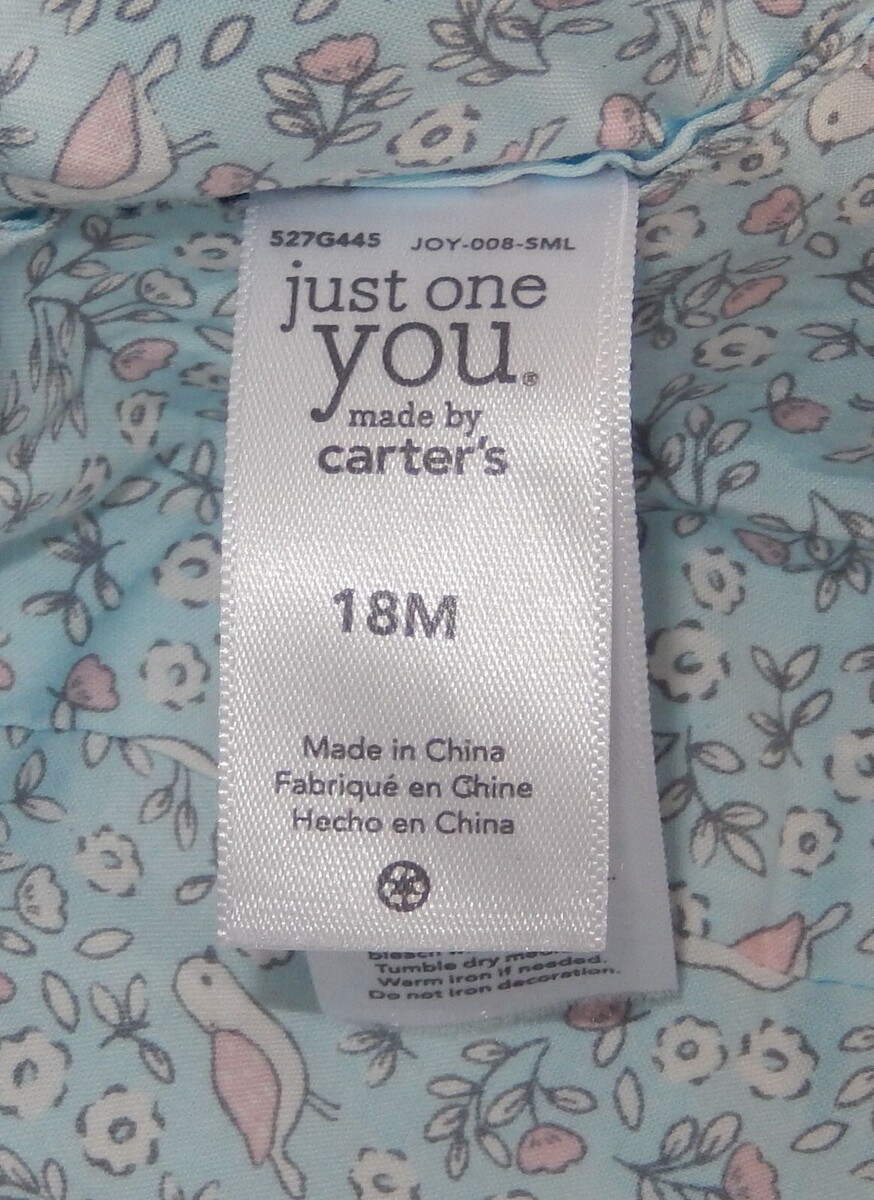 527G445 JOY-008-SML
just one
you®
made by
carter's
18M
Made in China
Fabriqué en Chine
Hecho en China
bleach
Tumble dry
Warm iron if needed.
Do not iron decoration.